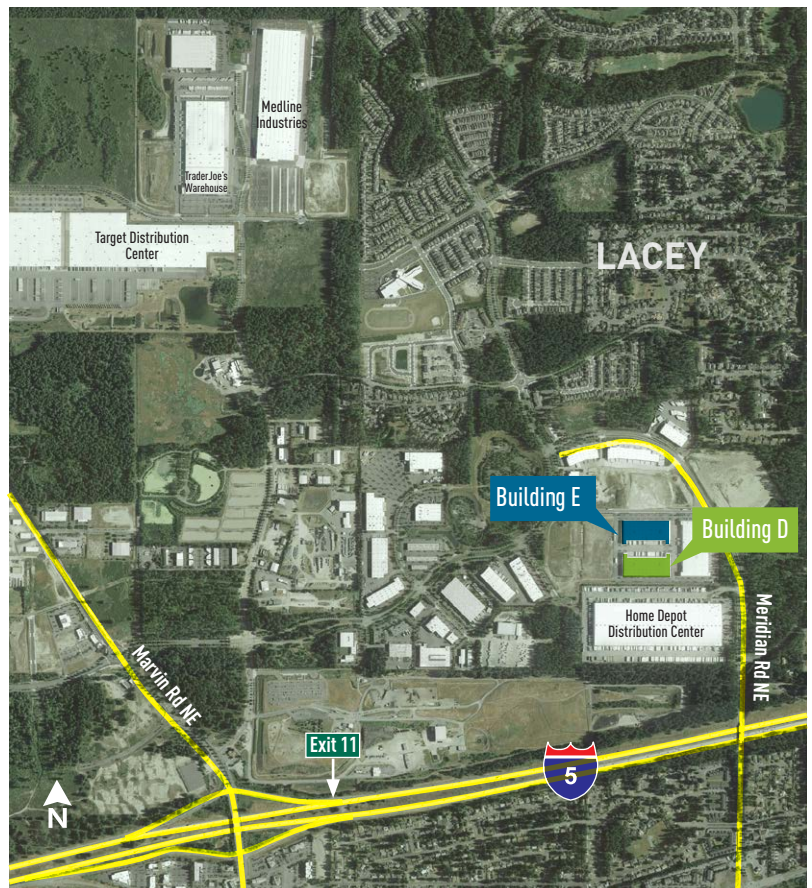 Medline
Industries
Trader Joe's
Warehouse
Target Distribution
Center
LACEY
Building E
Building D
Home Depot
Distribution Center
Meridian Rd NE
Marvin Rd NE
Exit 11
5
N